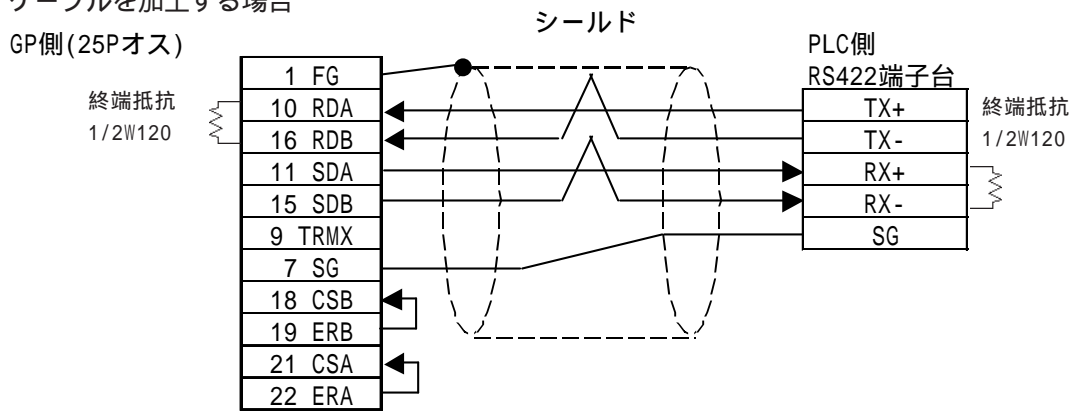 ケーブルを加工する場合
シールド
GP側(25Pオス)
PLC側
RS422端子台
終端抵抗
1/2W120
1 FG
10 RDA
16 RDB
11 SDA
15 SDB
9 TRMX
7 SG
18 CSB
19 ERB
21 CSA
22 ERA
TX+
TX-
RX+
RX-
SG
終端抵抗
1/2W120